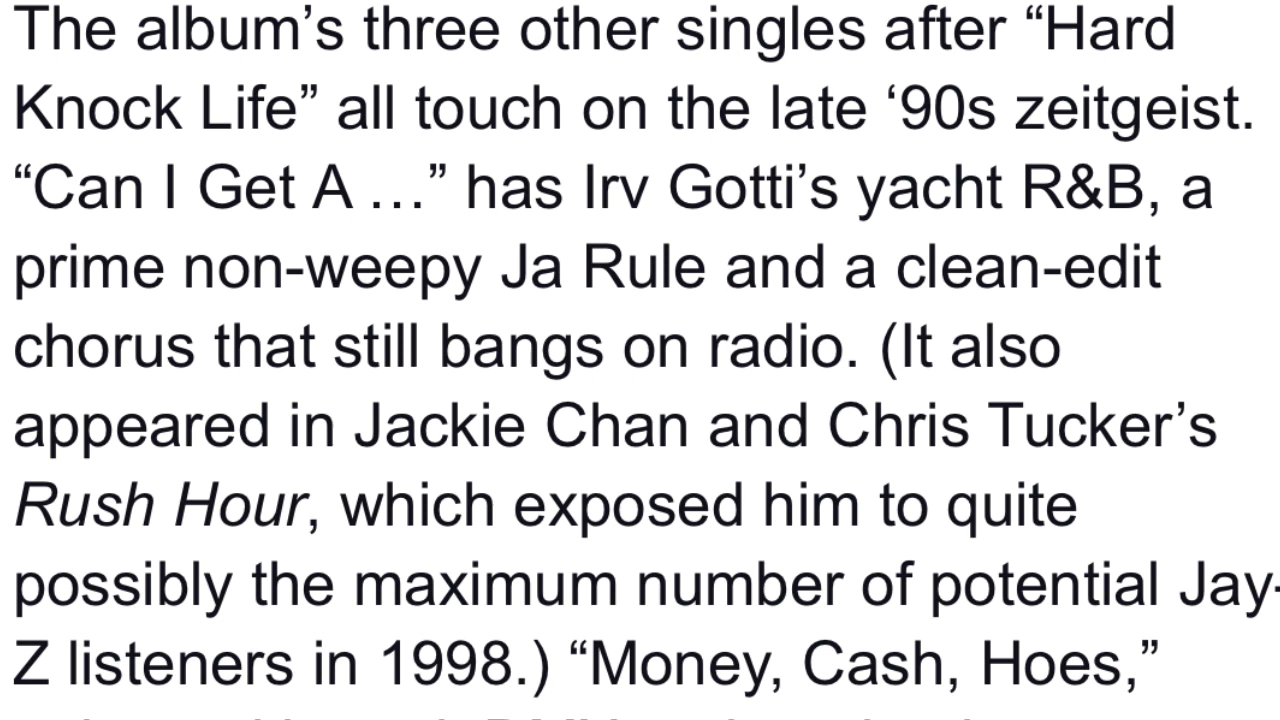 The album’s three other singles after “Hard
Knock Life” all touch on the late ‘90s zeitgeist.
“Can I Get A …” has Irv Gotti’s yacht R&B, a
prime non-weepy Ja Rule and a clean-edit
chorus that still bangs on radio. (It also
appeared in Jackie Chan and Chris Tucker’s
Rush Hour, which exposed him to quite
possibly the maximum number of potential Jay-
Z listeners in 1998.) “Money, Cash, Hoes,”